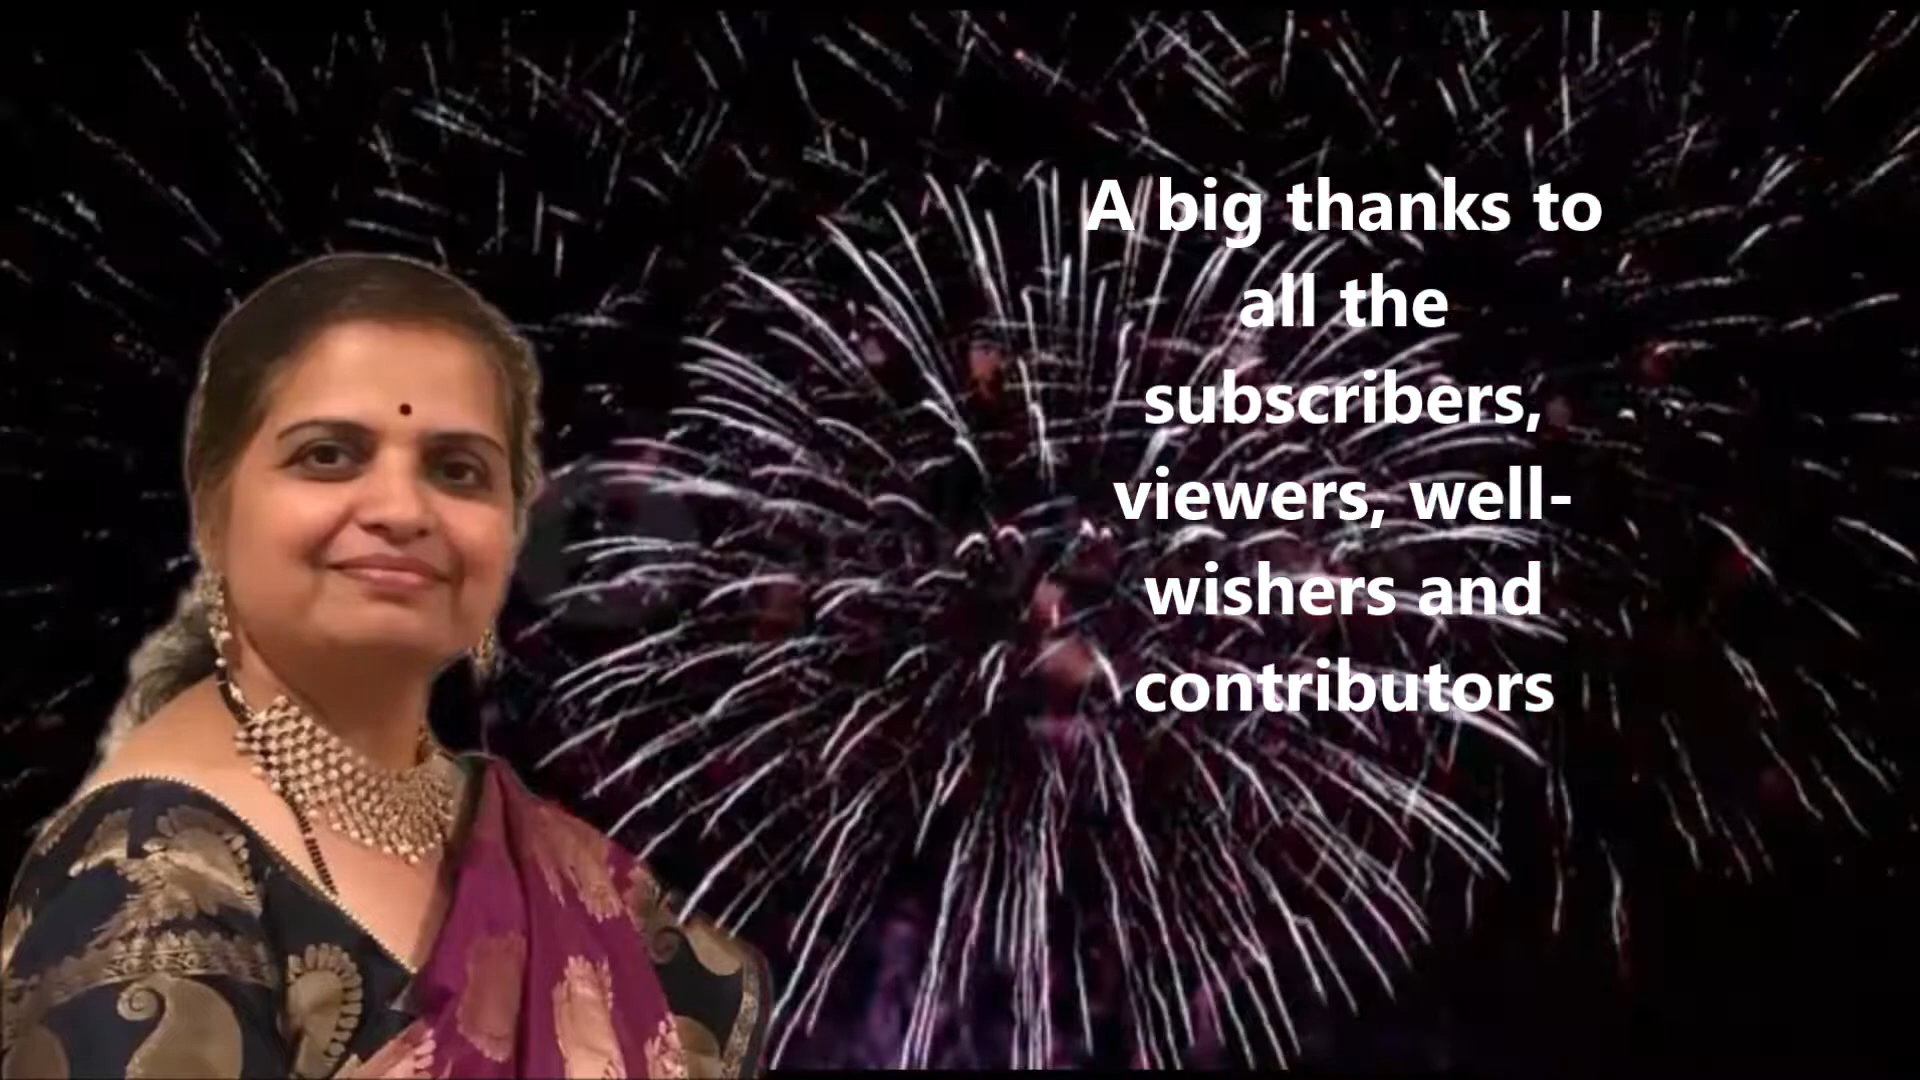 A big thanks to
all the
subscribers,
viewers, well-
wishers and
contributors